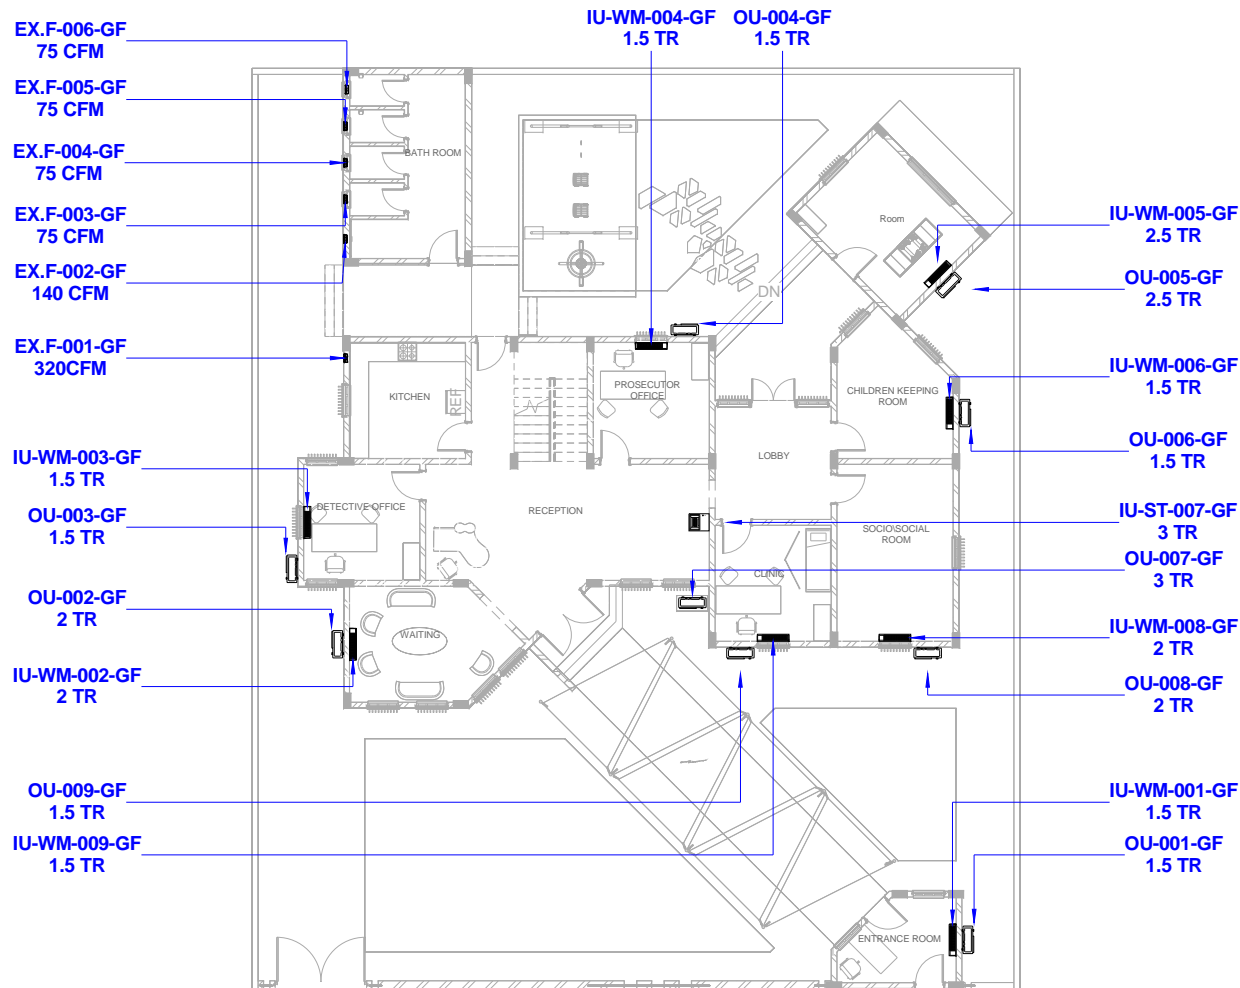 IU-WM-004-GF
1.5 TR
OU-004-GF
1.5 TR
EX.F-006-GF
75 CFM
EX.F-005-GF
75 CFM
EX.F-004-GF
75 CFM
EX.F-003-GF
75 CFM
EX.F-002-GF
140 CFM
EX.F-001-GF
320CFM
IU-WM-003-GF
1.5 TR
OU-003-GF
1.5 TR
OU-002-GF
2 TR
IU-WM-002-GF
2 TR
OU-009-GF
1.5 TR
IU-WM-009-GF
1.5 TR
BATH ROOM
Room
DN
KITCHEN
REF
PROSECUTOR
OFFICE
CHILDREN KEEPING
ROOM
LOBBY
DETECTIVE OFFICE
RECEPTION
SOCIO\SOCIAL
ROOM
CLINIC
WAITING
ENTRANCE ROOM
IU-WM-005-GF
2.5 TR
OU-005-GF
2.5 TR
IU-WM-006-GF
1.5 TR
OU-006-GF
1.5 TR
IU-ST-007-GF
3 TR
OU-007-GF
3 TR
IU-WM-008-GF
2 TR
OU-008-GF
2 TR
IU-WM-001-GF
1.5 TR
OU-001-GF
1.5 TR